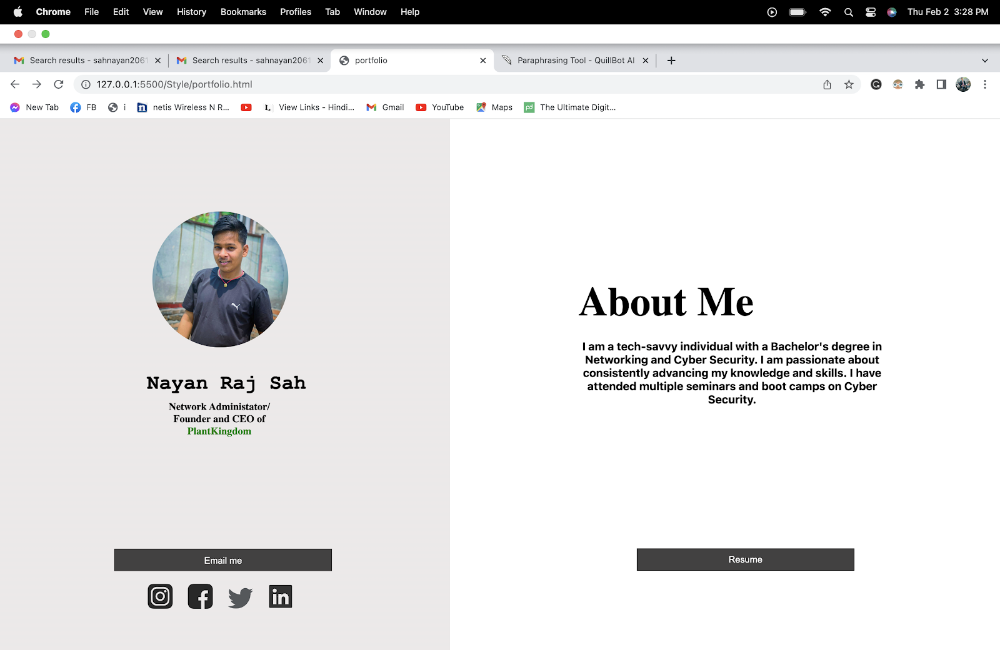 Chrome File Edit View History Bookmarks Profiles Tab Window Help Thu Feb 2 3:28 PM
Search results - sahnayan2061 Search results - sahnayan2061 portfolio Paraphrasing Tool - QuillBot AI
127.0.0.1:5500/Style/portfolio.html
New Tab FB i n netis Wireless N R... L View Links - Hindi... Gmail YouTube Maps pd The Ultimate Digit...
Nayan Raj Sah
Network Administator/
Founder and CEO of
PlantKingdom
Email me
in
About Me
I am a tech-savvy individual with a Bachelor's degree in
Networking and Cyber Security. I am passionate about
consistently advancing my knowledge and skills. I have
attended multiple seminars and boot camps on Cyber
Security.
Resume